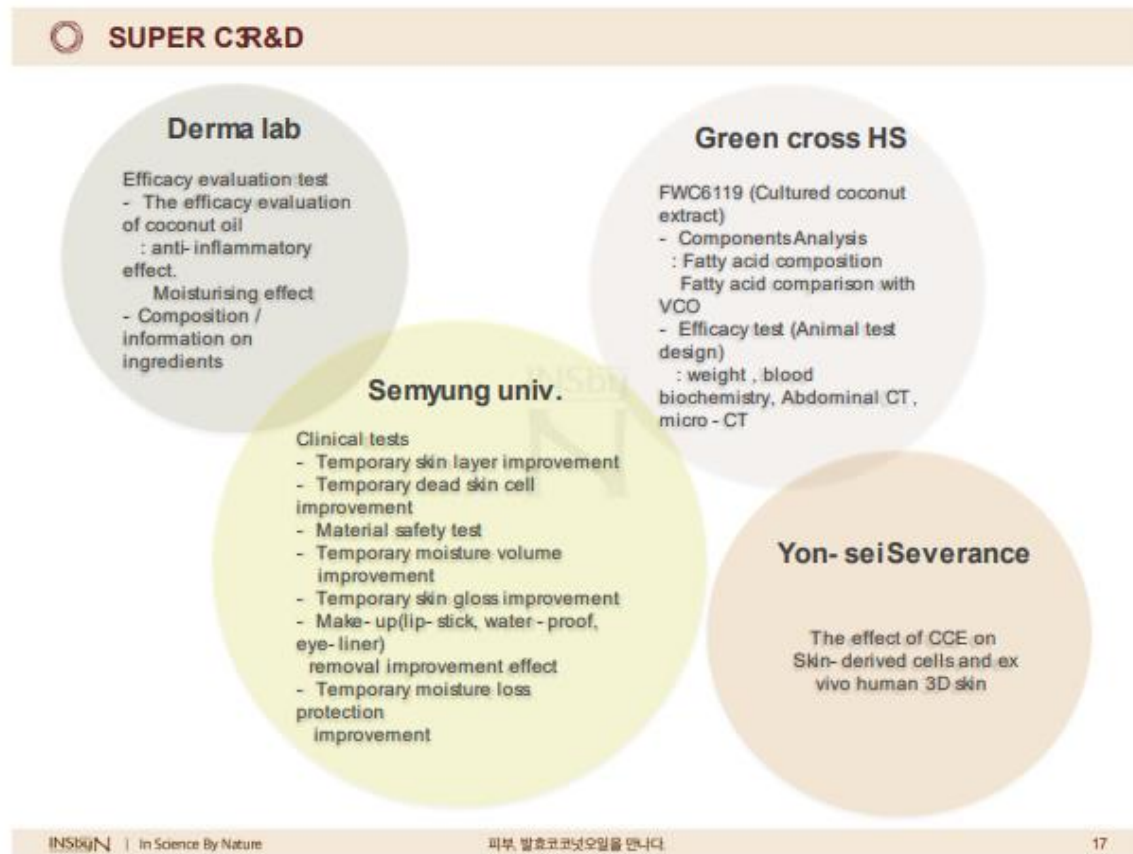 SUPER C3R&D
Derma lab
Efficacy evaluation test
- The efficacy evaluation
of coconut oil
: anti-inflammatory
effect.
Moisturising effect
- Composition /
information on
ingredients
Green cross HS
FWC6119 (Cultured coconut
extract)
- Components Analysis
: Fatty acid composition
Fatty acid comparison with
VCO
- Efficacy test (Animal test
design)
: weight , blood
biochemistry, Abdominal CT ,
micro - CT
INSbyN
Semyung univ.
Clinical tests
- Temporary skin layer improvement
- Temporary dead skin cell
improvement
- Material safety test
- Temporary moisture volume
improvement
- Temporary skin gloss improvement
- Make- up(lip- stick, water - proof,
eye- liner)
removal improvement effect
- Temporary moisture loss
protection
improvement
Yon- sei Severance
The effect of CCE on
Skin- derived cells and ex
vivo human 3D skin
INSbyN | In Science By Nature
피부, 발효코코넛오일을 만나다.
17